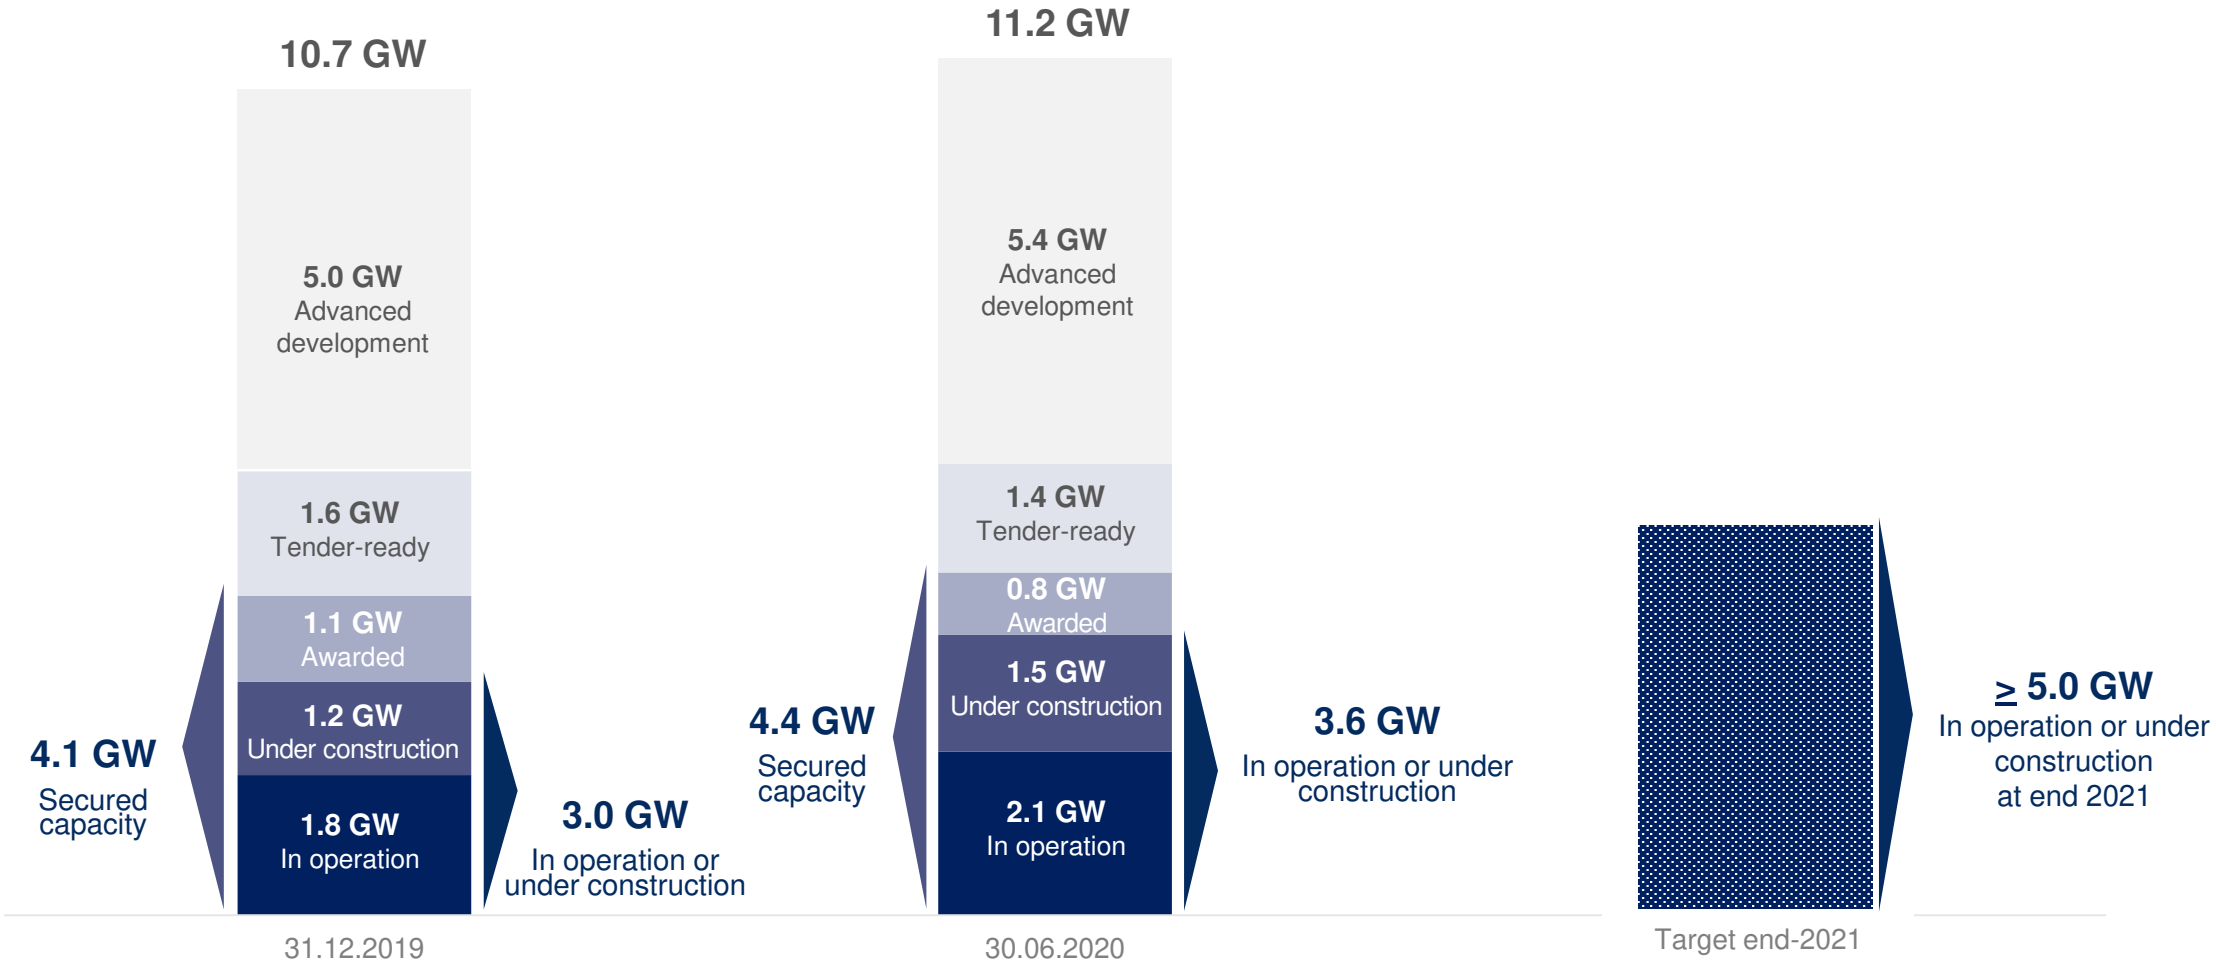 10.7 GW
5.0 GW
Advanced
development
1.6 GW
Tender-ready
1.1 GW
Awarded
1.2 GW
Under construction
1.8 GW
In operation
4.1 GW
Secured
capacity
3.0 GW
In operation or
under construction
31.12.2019
11.2 GW
5.4 GW
Advanced
development
1.4 GW
Tender-ready
0.8 GW
Awarded
1.5 GW
Under construction
2.1 GW
In operation
4.4 GW
Secured
capacity
3.6 GW
In operation or under
construction
30.06.2020
≥ 5.0 GW
In operation or under
construction
at end 2021
Target end-2021